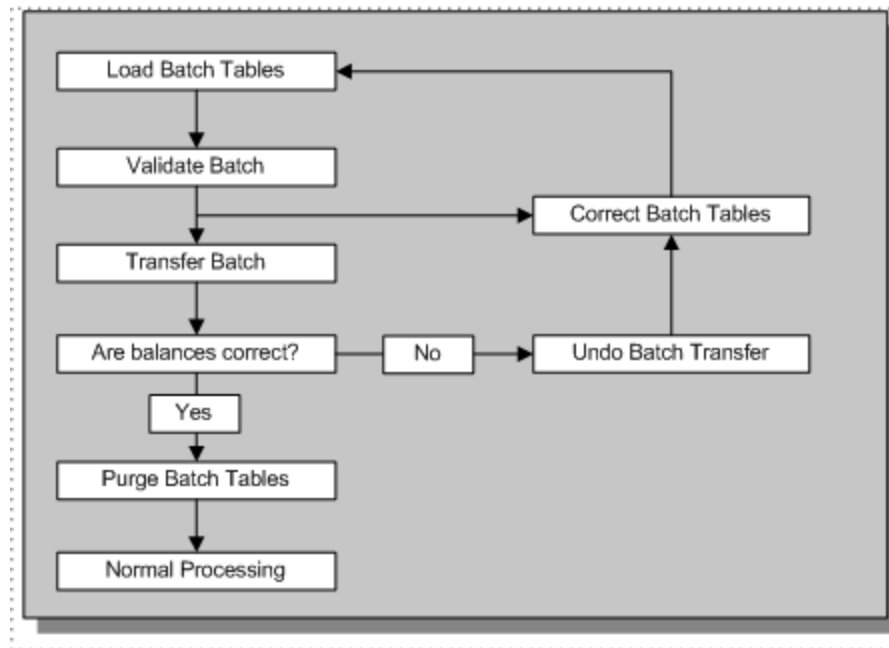 Load Batch Tables
Validate Batch
Correct Batch Tables
Transfer Batch
Are balances correct?
No
Undo Batch Transfer
Yes
Purge Batch Tables
Normal Processing